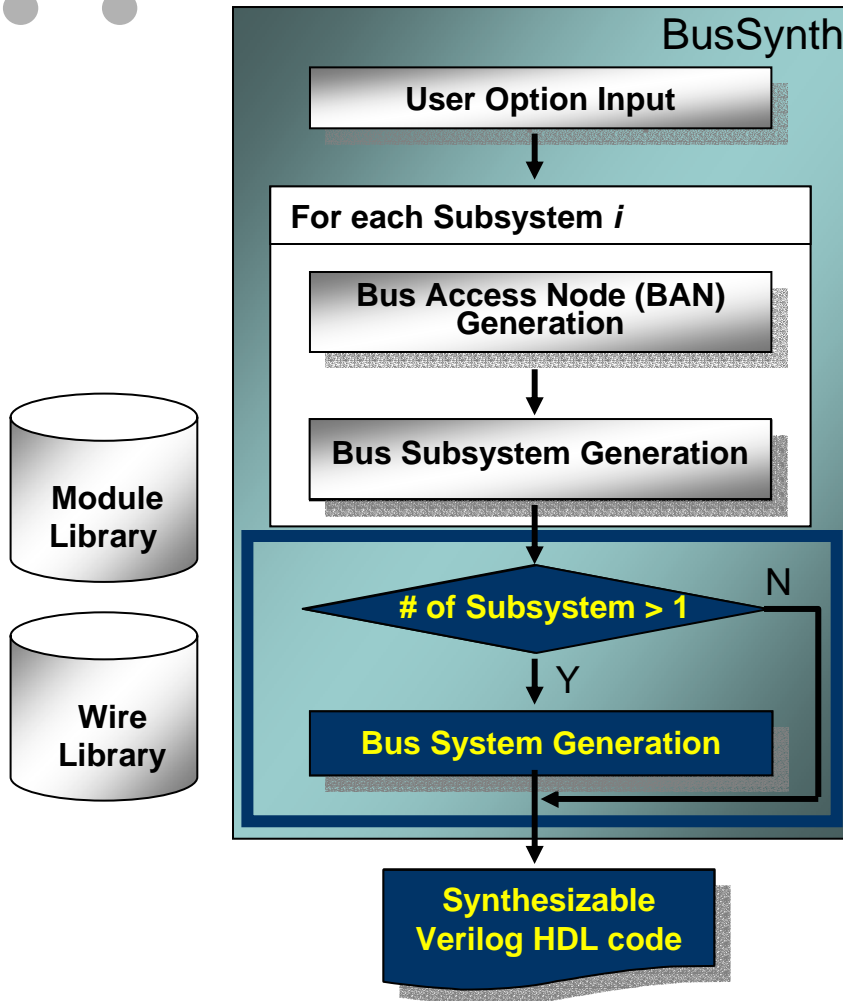 BusSynth
User Option Input
For each Subsystem i
Bus Access Node (BAN)
Generation
Bus Subsystem Generation
Module
Library
# of Subsystem > 1
N
Y
Wire
Library
Bus System Generation
Synthesizable
Verilog HDL code